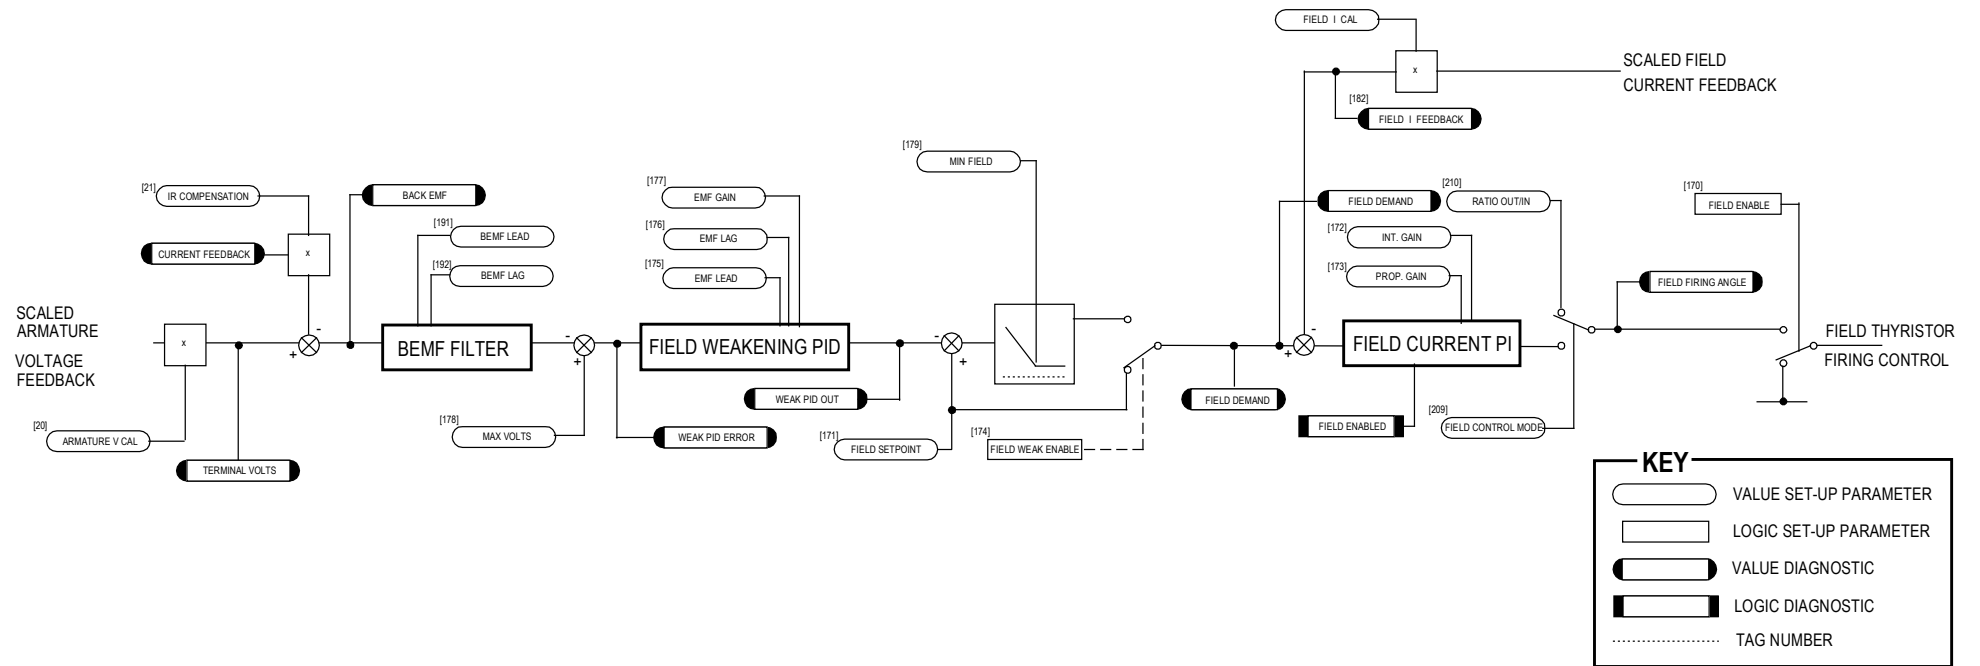 FIELD I CAL
x
SCALED FIELD
CURRENT FEEDBACK
[182]
FIELD I FEEDBACK
[179]
MIN FIELD
[21]
IR COMPENSATION
BACK EMF
[177]
EMF GAIN
FIELD DEMAND
[210]
RATIO OUT/IN
[170]
FIELD ENABLE
[191]
BEMF LEAD
[176]
EMF LAG
[172]
INT. GAIN
CURRENT FEEDBACK
x
[192]
BEMF LAG
[175]
EMF LEAD
[173]
PROP. GAIN
FIELD FIRING ANGLE
SCALED
ARMATURE
VOLTAGE
FEEDBACK
x
-
+
BEMF FILTER
-
+
FIELD WEAKENING PID
-
+
-
+
FIELD CURRENT PI
FIELD THYRISTOR
FIRING CONTROL
WEAK PID OUT
FIELD DEMAND
[20]
ARMATURE V CAL
TERMINAL VOLTS
[178]
MAX VOLTS
WEAK PID ERROR
[171]
FIELD SETPOINT
[174]
FIELD WEAK ENABLE
FIELD ENABLED
[209]
FIELD CONTROL MODE
KEY
VALUE SET-UP PARAMETER
LOGIC SET-UP PARAMETER
VALUE DIAGNOSTIC
LOGIC DIAGNOSTIC
TAG NUMBER